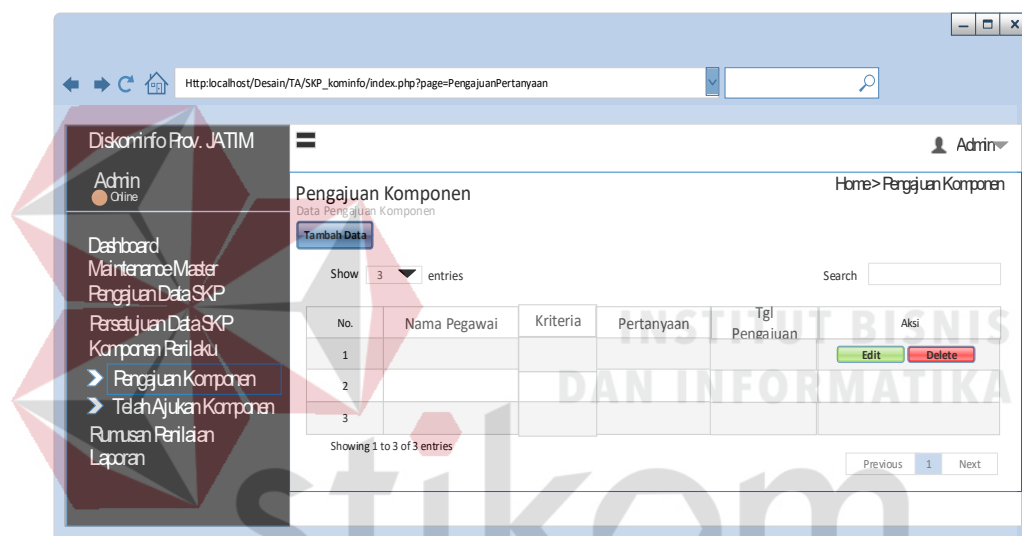 Http:localhost/Desain/TA/SKP_kominfo/index.php?page=PengajuanPertanyaan
Diskominfo Prov. JATIM
Admin
Admin
Online
Home > Pengajuan Komponen
Pengajuan Komponen
Data Pengajuan Komponen
Tambah Data
Dashboard
Maintenance Master
Pengajuan Data SKP
Persetujuan Data SKP
Komponen Perilaku
Pengajuan Komponen
Telah Ajukan Komponen
Rumusan Penilaian
Laporan
Show 3 entries
Search
No. Nama Pegawai Kriteria Pertanyaan Tgl Pengajuan Aksi
1 Edit Delete
2
3
Showing 1 to 3 of 3 entries
Previous 1 Next
INSTITUT BISNIS
DAN INFORMATIKA
stikom